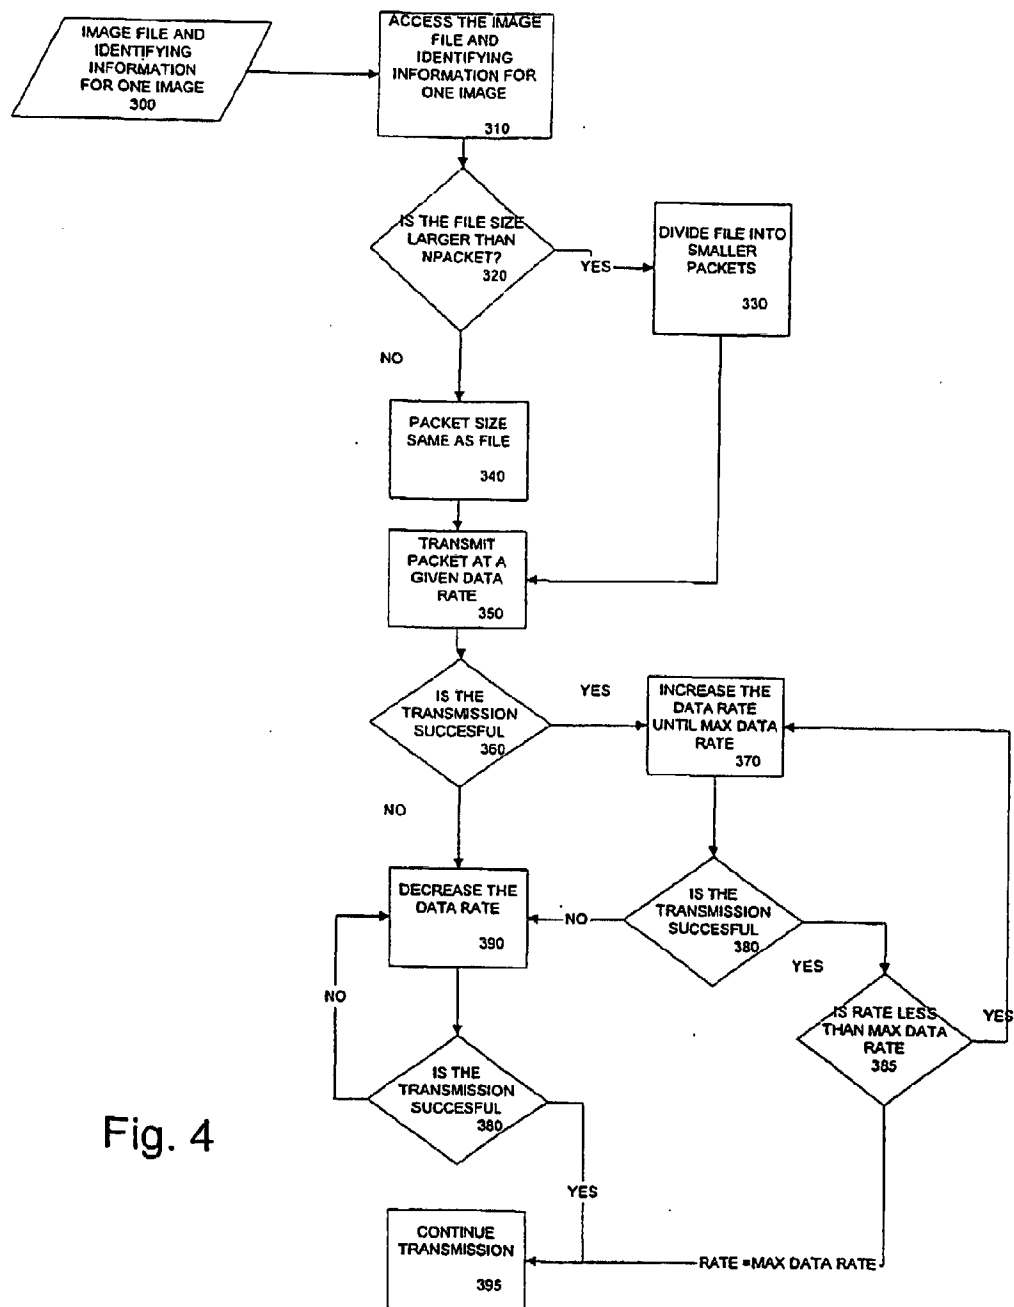 IMAGE FILE AND
IDENTIFYING
INFORMATION
FOR ONE IMAGE
300
ACCESS THE IMAGE
FILE AND
IDENTIFYING
INFORMATION FOR
ONE IMAGE
310
IS THE FILE SIZE
LARGER THAN
NPACKET?
320
YES
DIVIDE FILE INTO
SMALLER
PACKETS
330
NO
PACKET SIZE
SAME AS FILE
340
TRANSMIT
PACKET AT A
GIVEN DATA
RATE
350
IS THE
TRANSMISSION
SUCCESFUL
360
YES
INCREASE THE
DATA RATE
UNTIL MAX DATA
RATE
370
NO
DECREASE THE
DATA RATE
390
NO
IS THE
TRANSMISSION
SUCCESFUL
380
YES
IS RATE LESS
THAN MAX DATA
RATE
385
YES
NO
IS THE
TRANSMISSION
SUCCESFUL
380
YES
Fig. 4
CONTINUE
TRANSMISSION
395
RATE =MAX DATA RATE